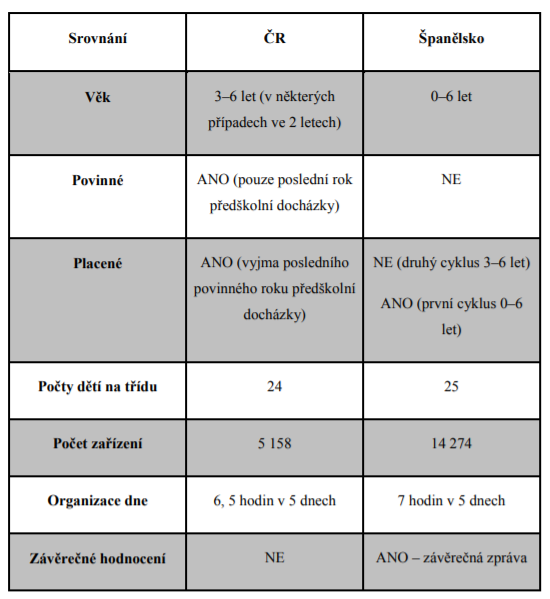 Srovnání ČR Španělsko
Věk 3–6 let (v některých 0–6 let
případech ve 2 letech)
Povinné ANO (pouze poslední rok NE
předškolní docházky)
Placené ANO (vyjma posledního NE (druhý cyklus 3–6 let)
povinného roku předškolní
docházky)
ANO (první cyklus 0–6
let)
Počty dětí na třídu 24 25
Počet zařízení 5 158 14 274
Organizace dne 6, 5 hodin v 5 dnech 7 hodin v 5 dnech
Závěrečné hodnocení NE ANO – závěrečná zpráva